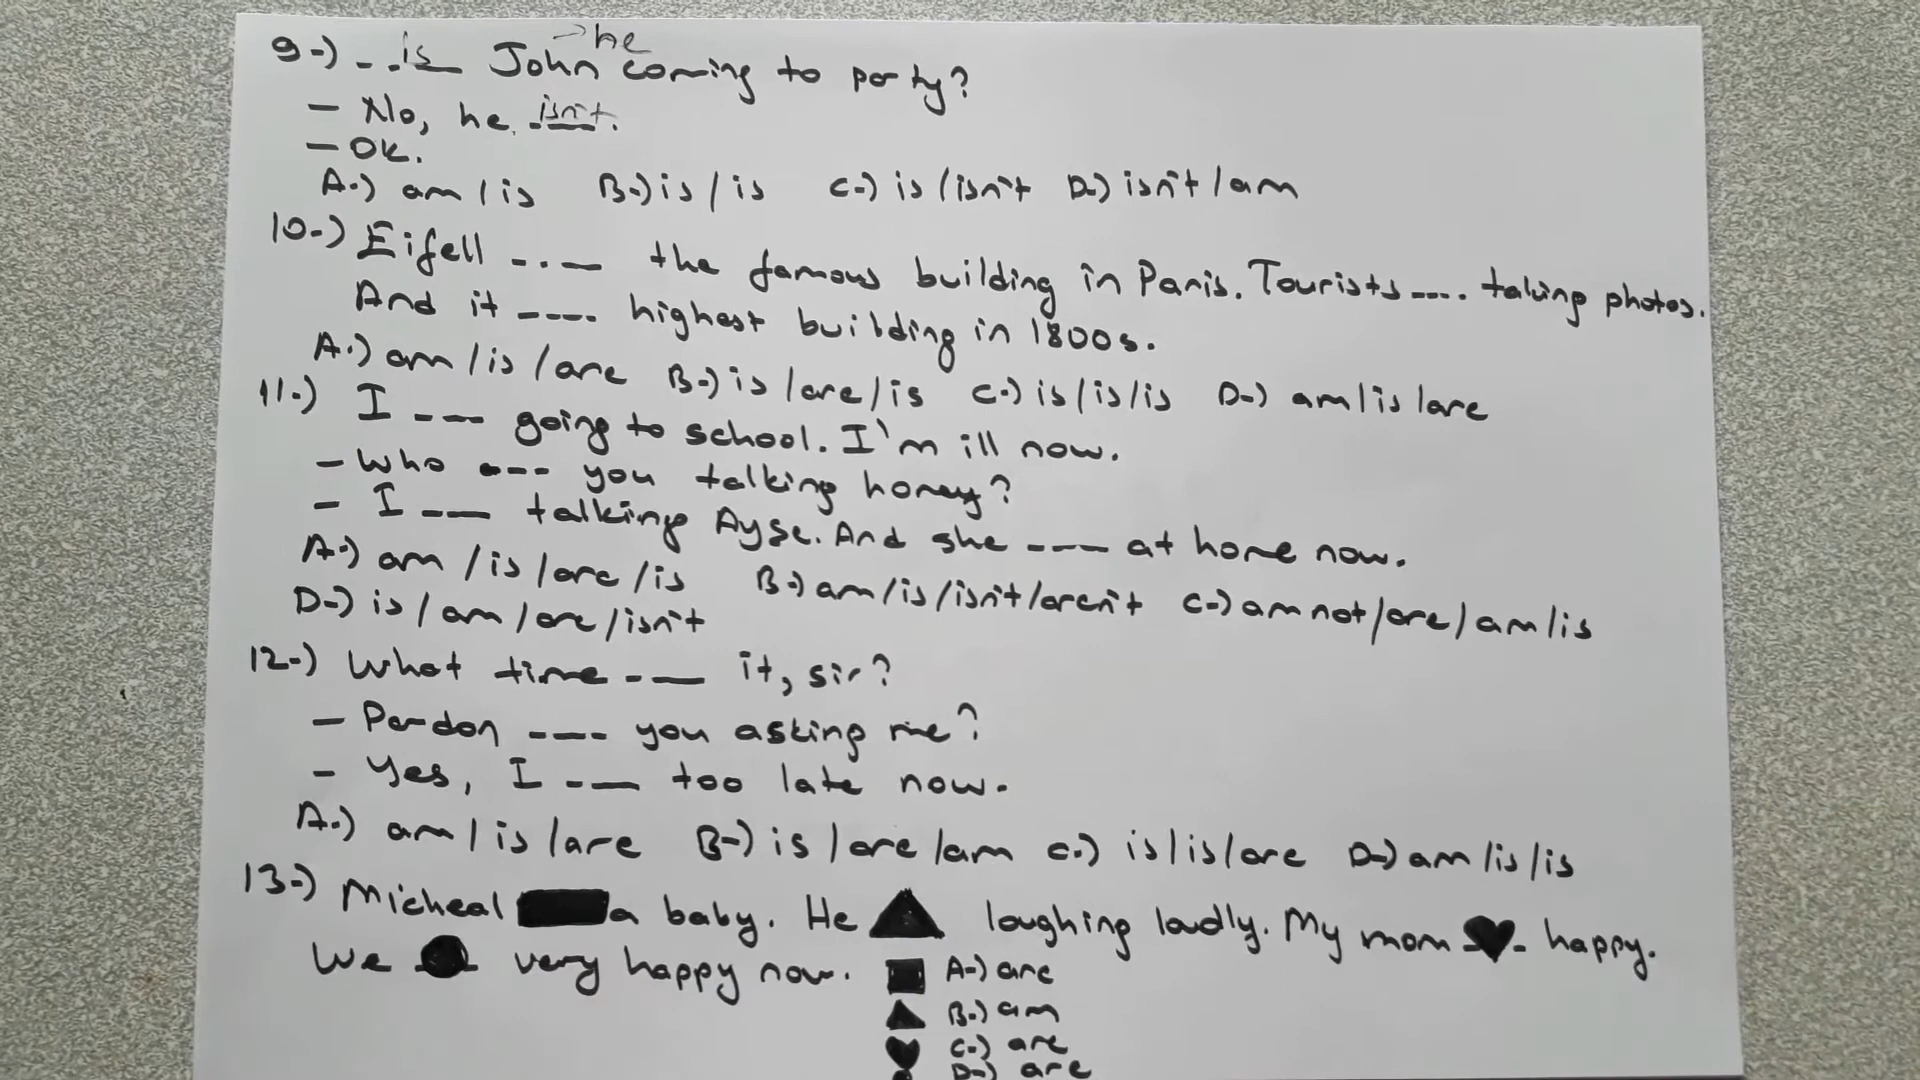 he
9-) _ . is _ John coming to party?
- No, he isn't.
- Ok.
A-) am / is B-) is / is C-) is / isn't D-) isn't / am
10-) Eifell _ . _ the famous building in Paris. Tourists .... taking photos.
And it ---- highest building in 1800s.
A-) am / is / are B-) is / are / is C-) is / is / is D-) am / is / are
11-) I --- going to school. I'm ill now.
- Who --- you talking honey?
- I --- talking Ayşe. And she ---- at home now.
A-) am / is / are / is B-) am / is / isn't / aren't C-) am not / are / am / is
D-) is / am / are / isn't
12-) What time --- it, sir?
- Pardon ---- you asking me?
- Yes, I --- too late now.
A-) am / is / are B-) is / are / am C-) is / is / are D-) am / is / is
13-) Micheal ■ a baby. He ▲ laughing loudly. My mom ♥ happy.
We ● very happy now. ■ A-) are
▲ B-) am
♥ C-) are
● D-) are